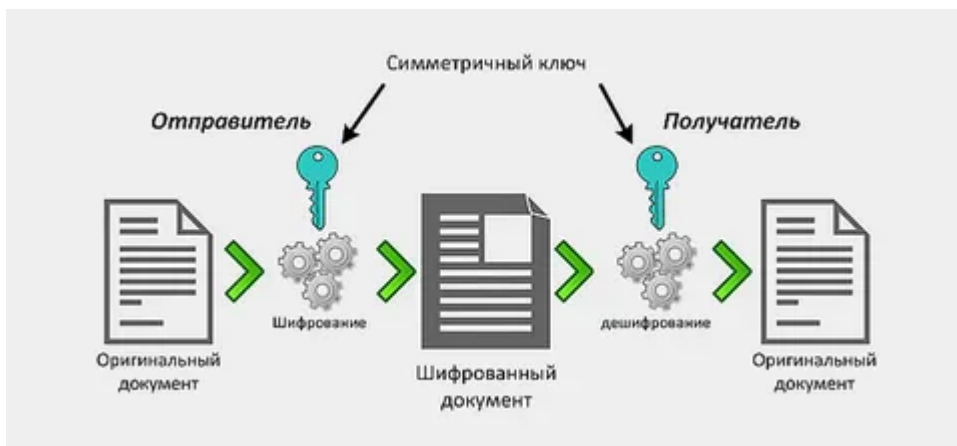 Симметричный ключ
Отправитель
Получатель
Шифрование
дешифрование
Оригинальный
документ
Шифрованный
документ
Оригинальный
документ